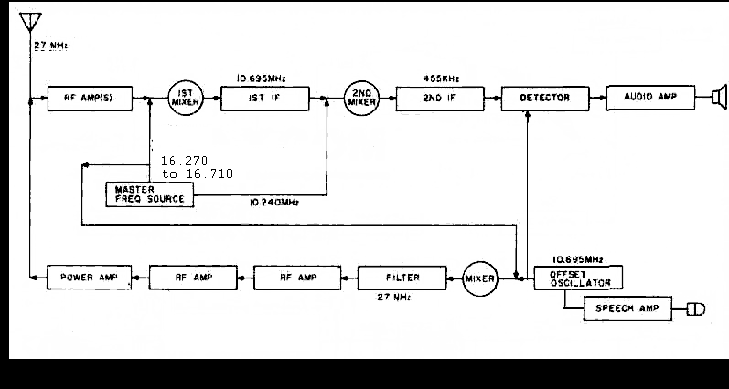 27 MHz
10.695MHz
455KHz
RF AMP(S)
1ST
MIXER
1ST IF
2ND
MIXER
2ND IF
DETECTOR
AUDIO AMP
16.270
to 16.710
MASTER
FREQ SOURCE
10.240MHz
10.695MHz
POWER AMP
RF AMP
RF AMP
FILTER
MIXER
OFFSET
OSCILLATOR
27 MHz
SPEECH AMP